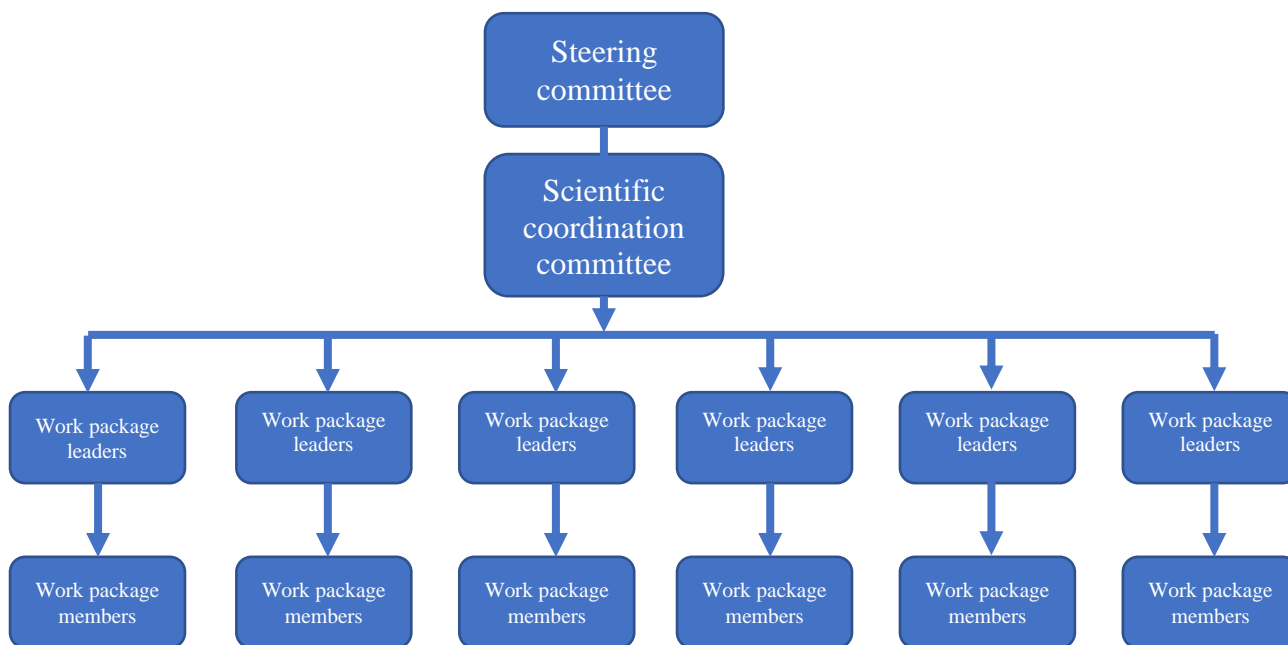 Steering
committee
Scientific
coordination
committee
Work package
leaders
Work package
leaders
Work package
leaders
Work package
leaders
Work package
leaders
Work package
leaders
Work package
members
Work package
members
Work package
members
Work package
members
Work package
members
Work package
members